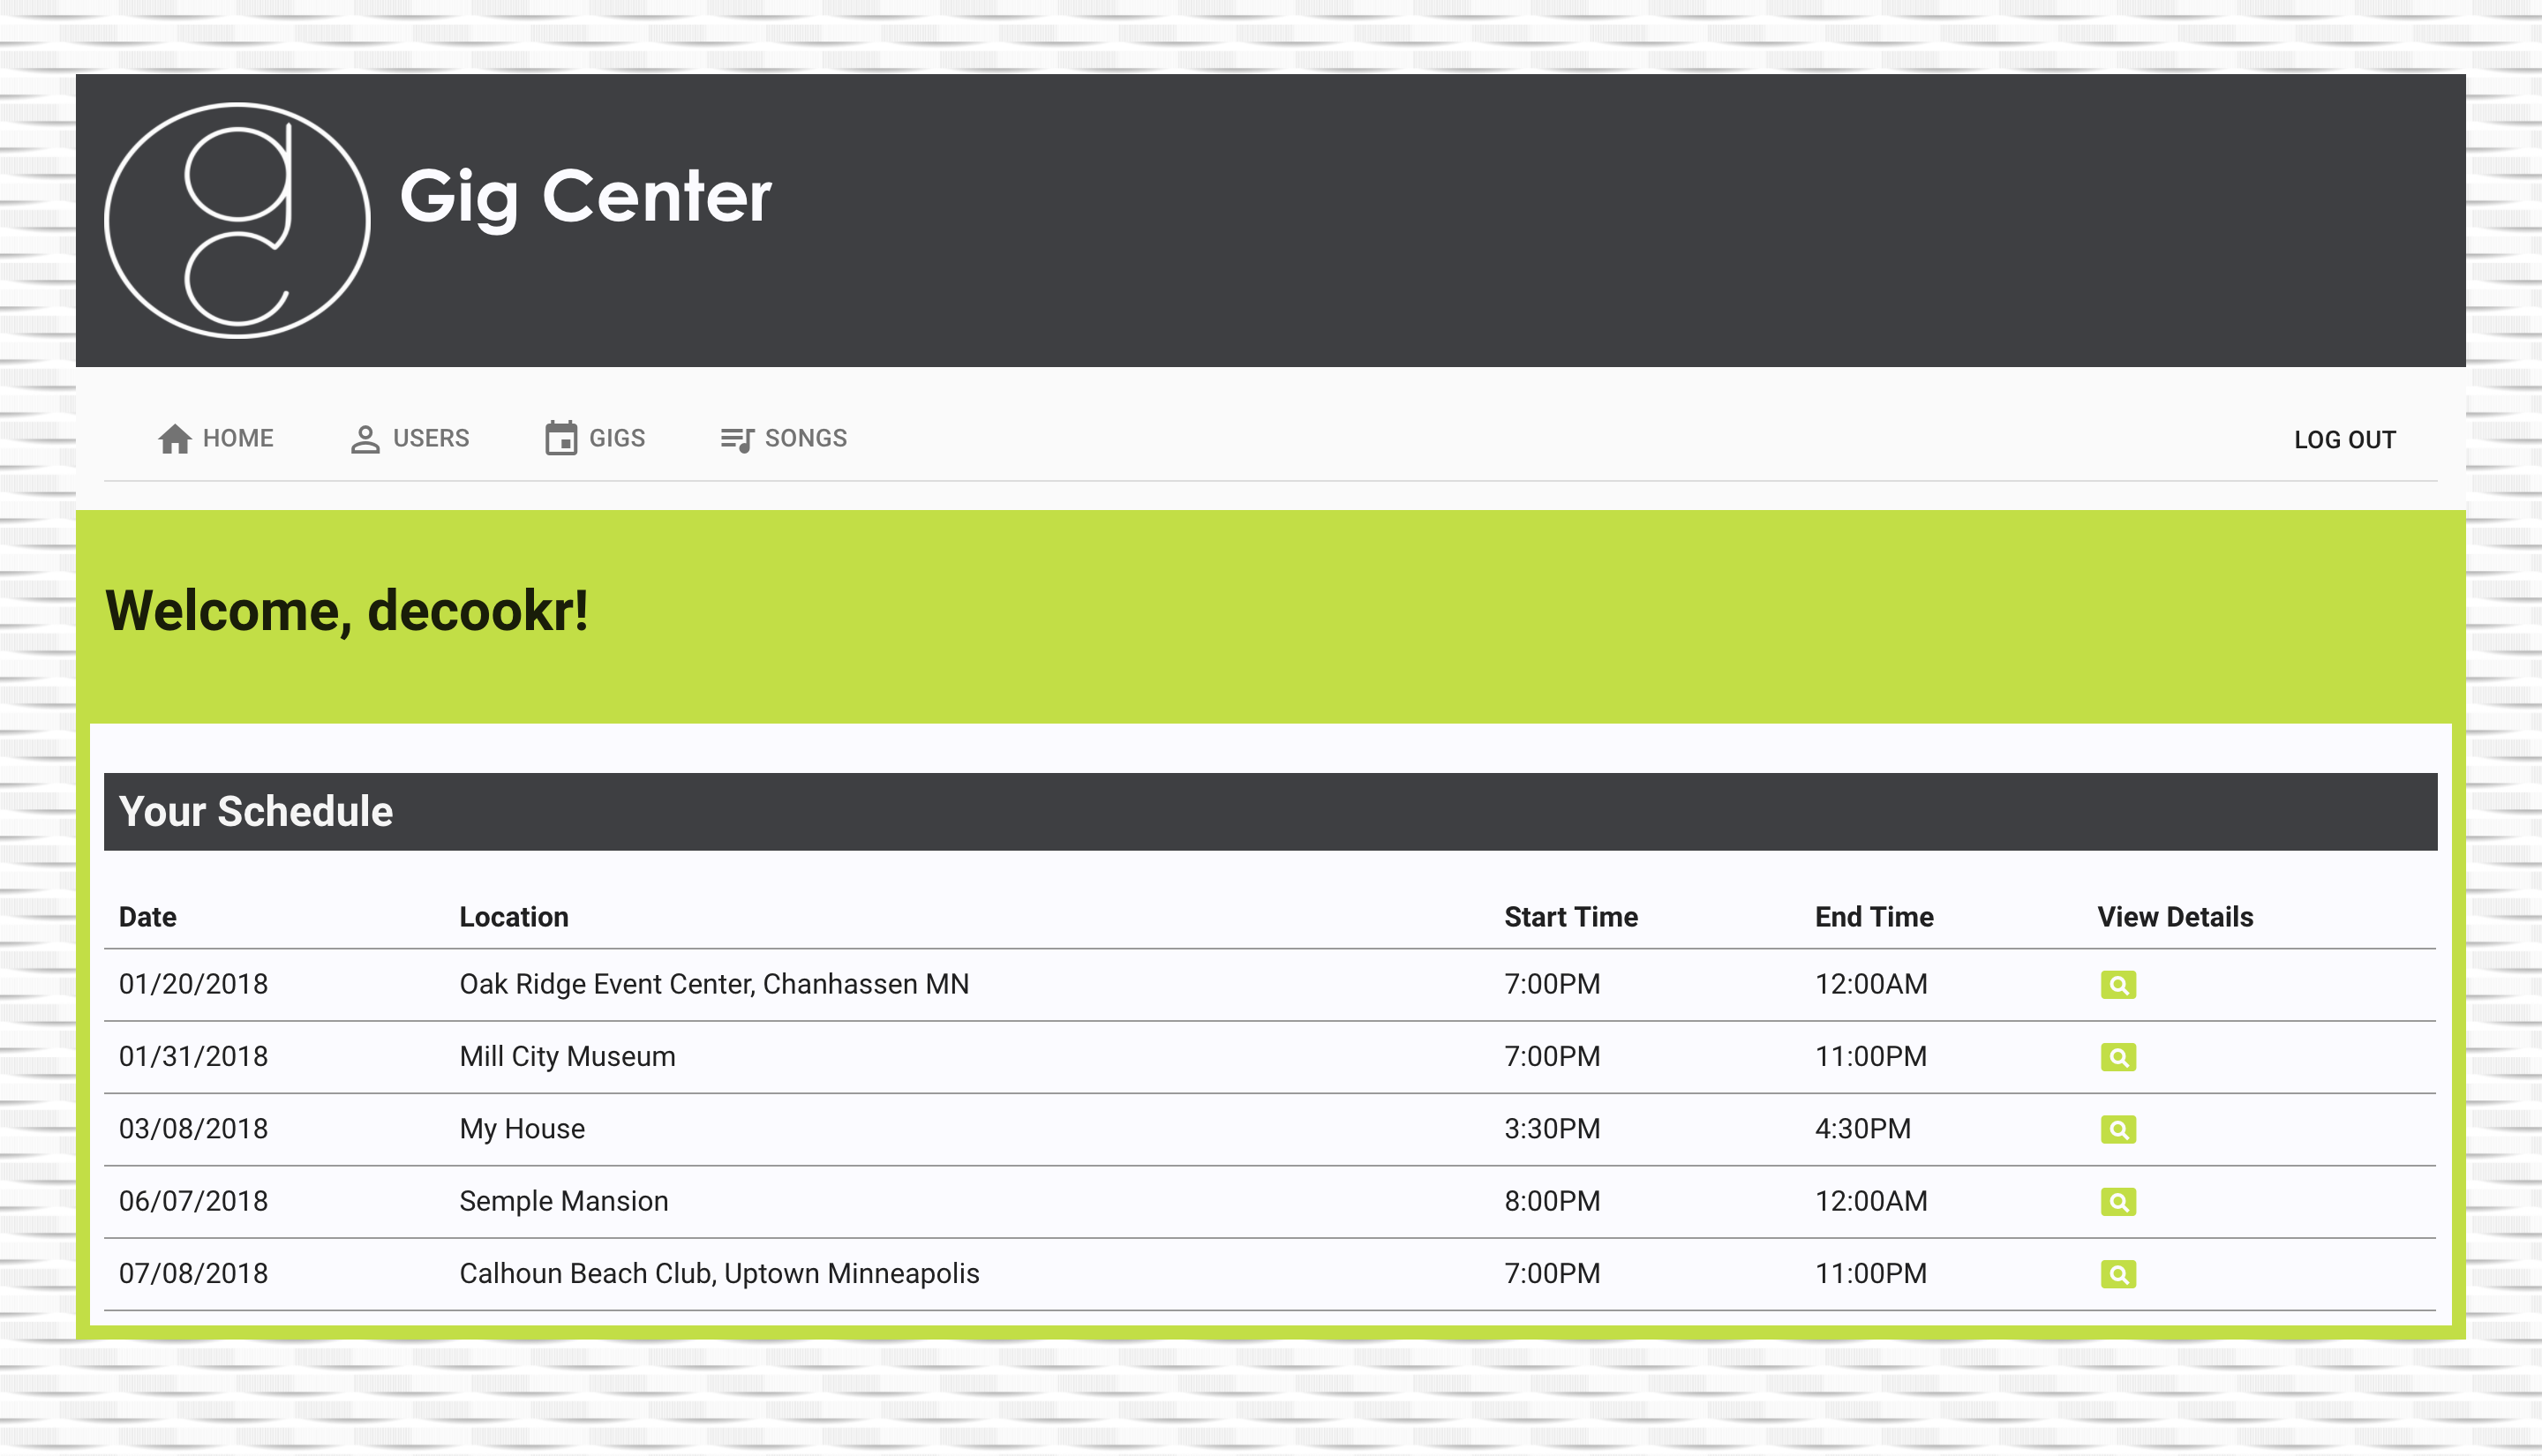 Gig Center
HOME USERS GIGS SONGS LOG OUT
Welcome, decookr!
Your Schedule
Date Location Start Time End Time View Details
01/20/2018 Oak Ridge Event Center, Chanhassen MN 7:00PM 12:00AM
01/31/2018 Mill City Museum 7:00PM 11:00PM
03/08/2018 My House 3:30PM 4:30PM
06/07/2018 Semple Mansion 8:00PM 12:00AM
07/08/2018 Calhoun Beach Club, Uptown Minneapolis 7:00PM 11:00PM